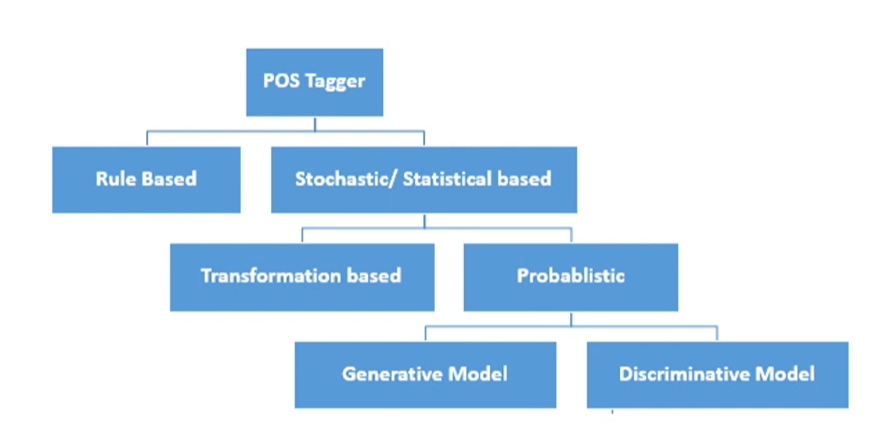 POS Tagger
Rule Based
Stochastic/ Statistical based
Transformation based
Probablistic
Generative Model
Discriminative Model